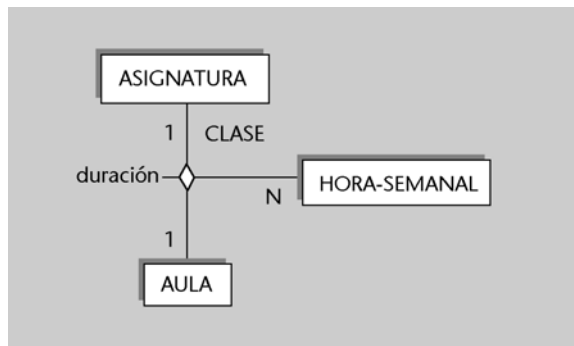 ASIGNATURA
1 CLASE
duración
HORA-SEMANAL
N
1
AULA